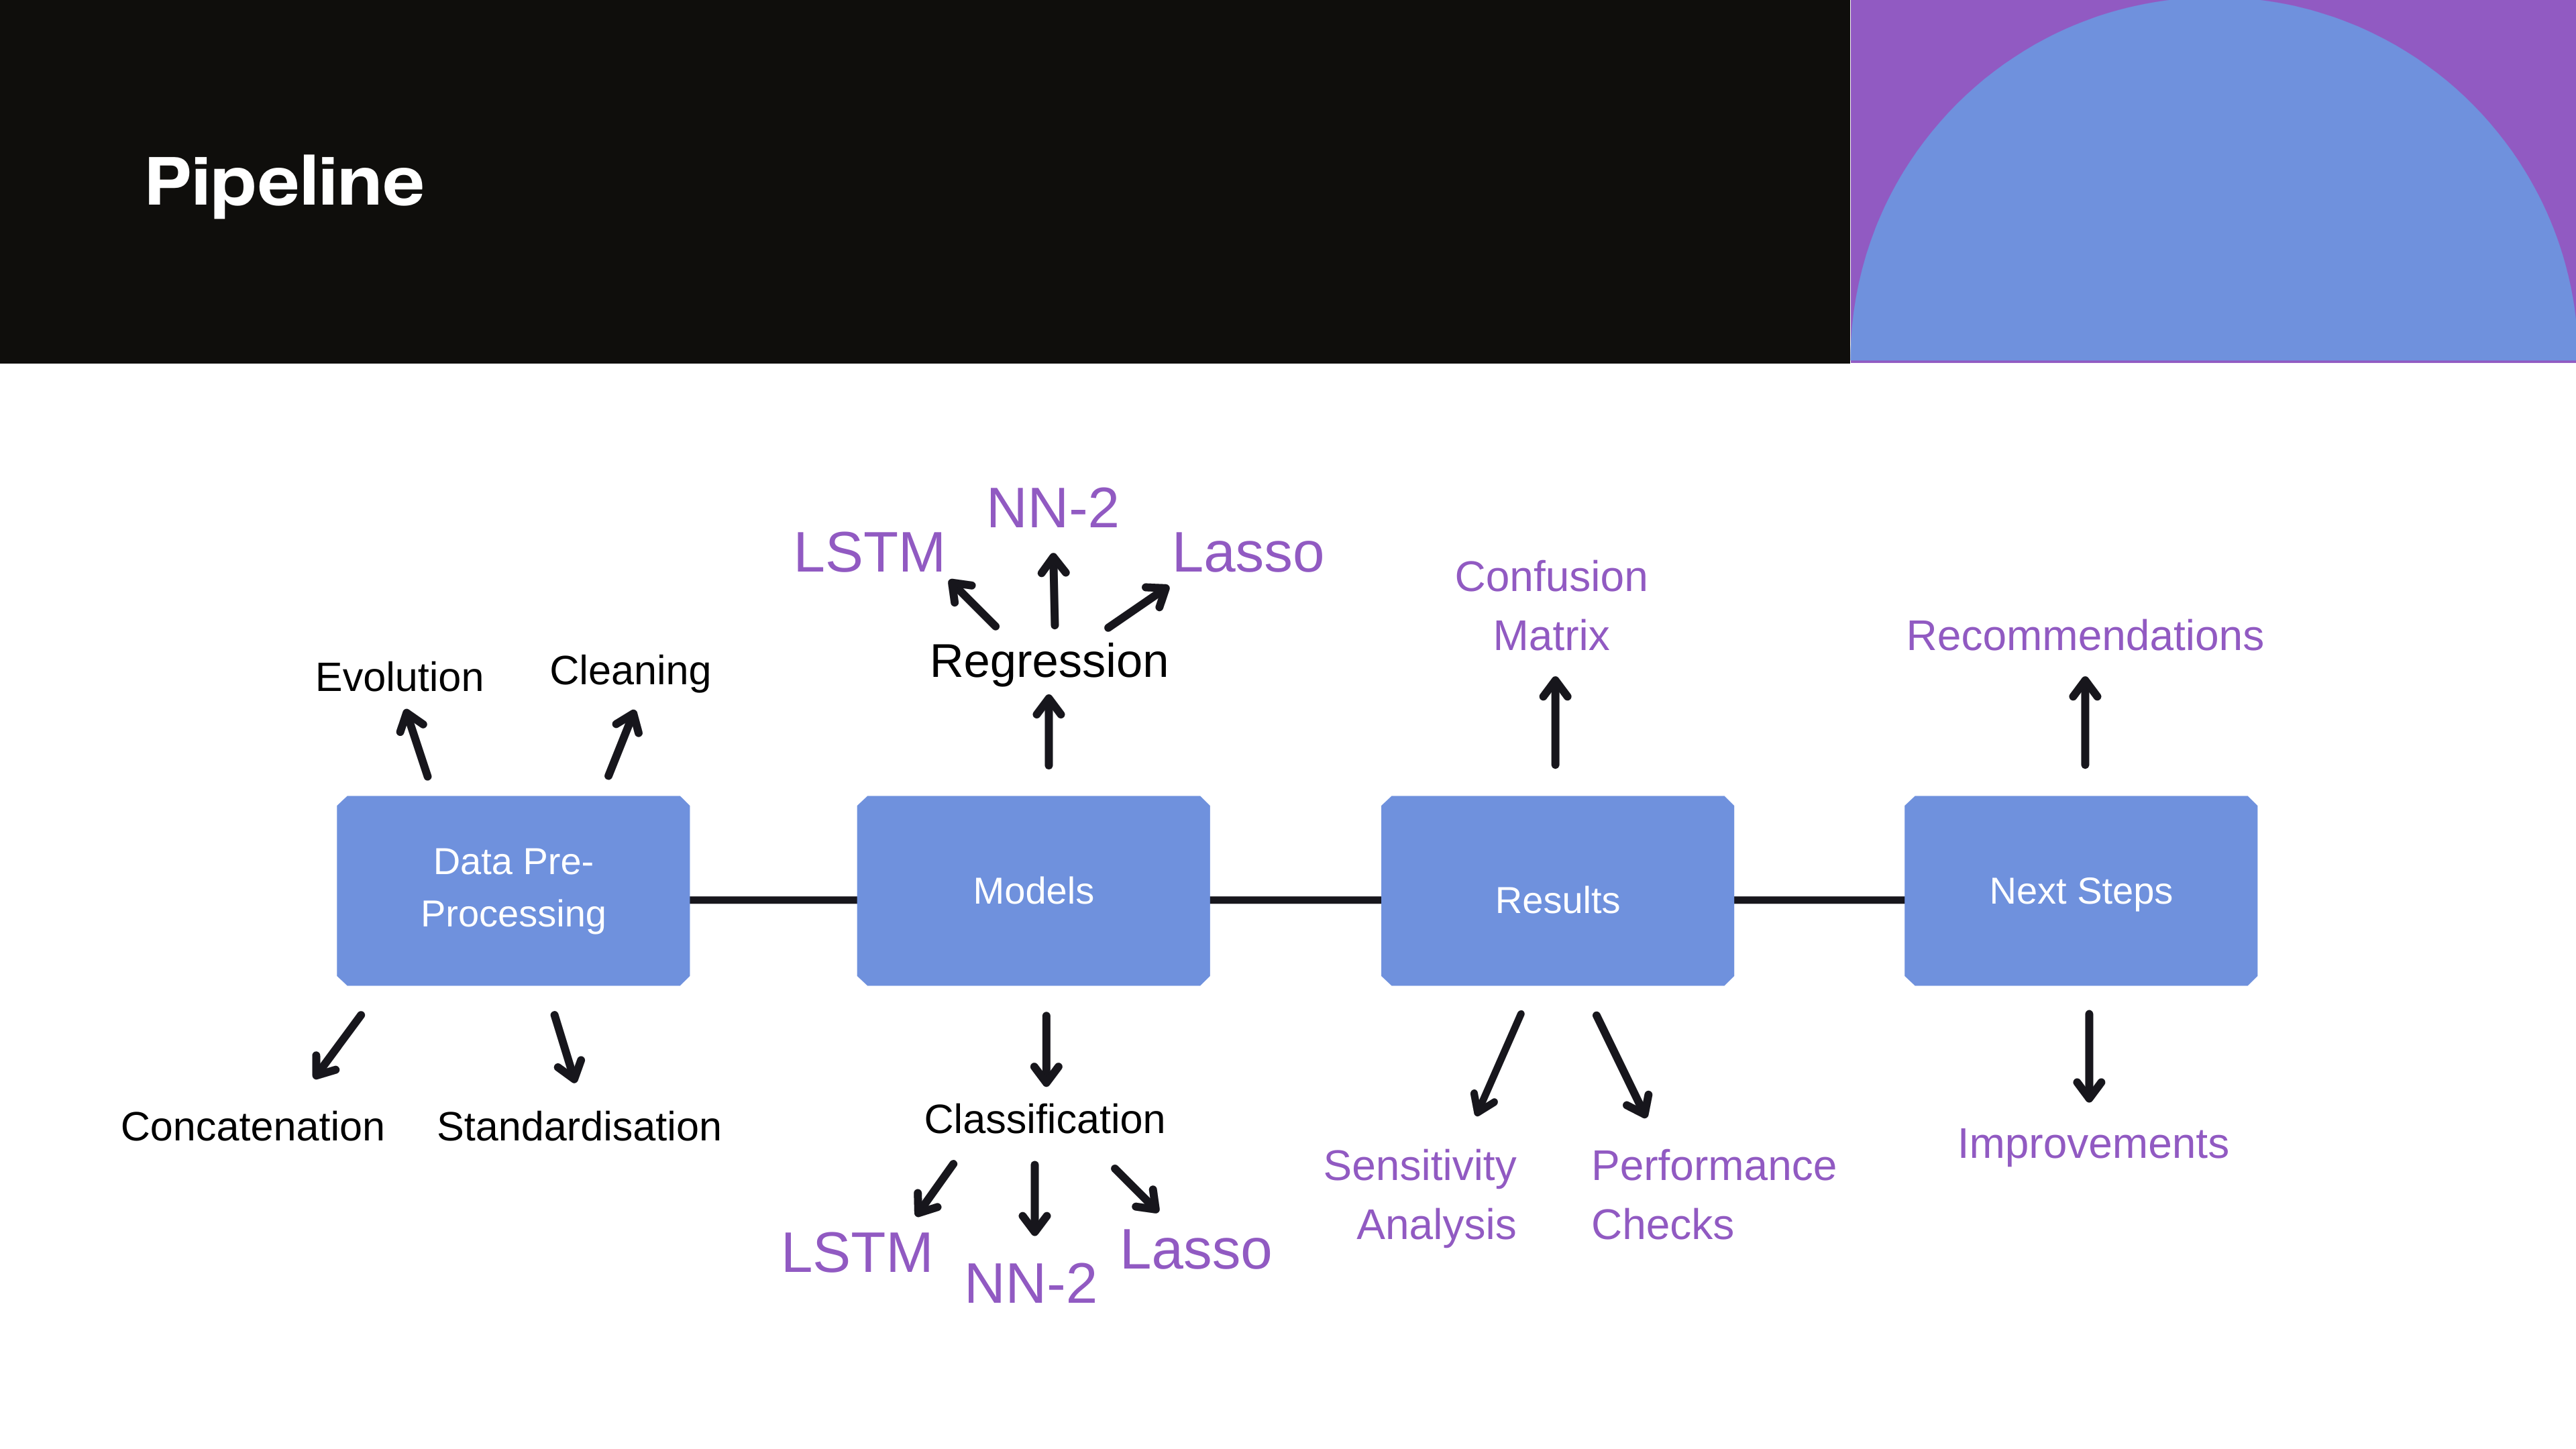 Pipeline
NN-2
LSTM
Lasso
Regression
Confusion
Matrix
Recommendations
Evolution
Cleaning
Data Pre-
Processing
Models
Results
Next Steps
Concatenation
Standardisation
Classification
LSTM
NN-2
Lasso
Sensitivity
Analysis
Performance
Checks
Improvements